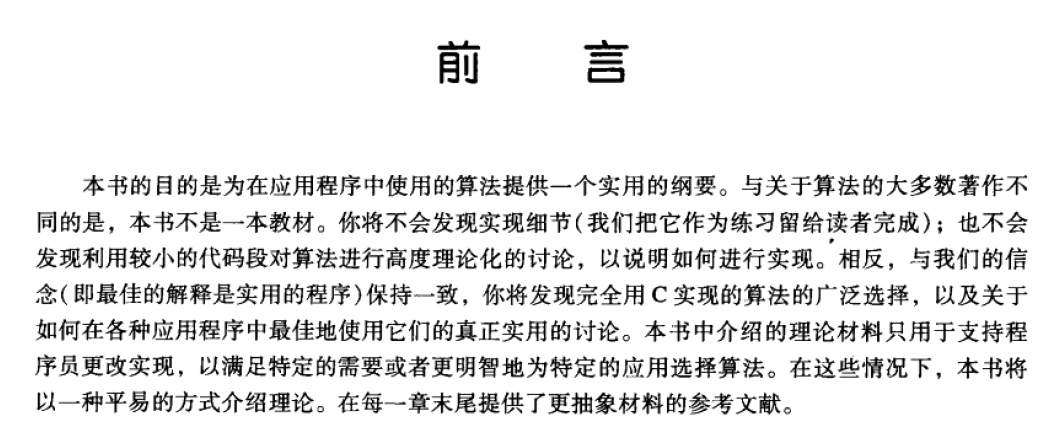 前 言
本书的目的是为在应用程序中使用的算法提供一个实用的纲要。与关于算法的大多数著作不
同的是，本书不是一本教材。你将不会发现实现细节(我们把它作为练习留给读者完成)；也不会
发现利用较小的代码段对算法进行高度理论化的讨论，以说明如何进行实现。相反，与我们的信
念(即最佳的解释是实用的程序)保持一致，你将发现完全用 C 实现的算法的广泛选择，以及关于
如何在各种应用程序中最佳地使用它们的真正实用的讨论。本书中介绍的理论材料只用于支持程
序员更改实现，以满足特定的需要或者更明智地为特定的应用选择算法。在这些情况下，本书将
以一种平易的方式介绍理论。在每一章末尾提供了更抽象材料的参考文献。